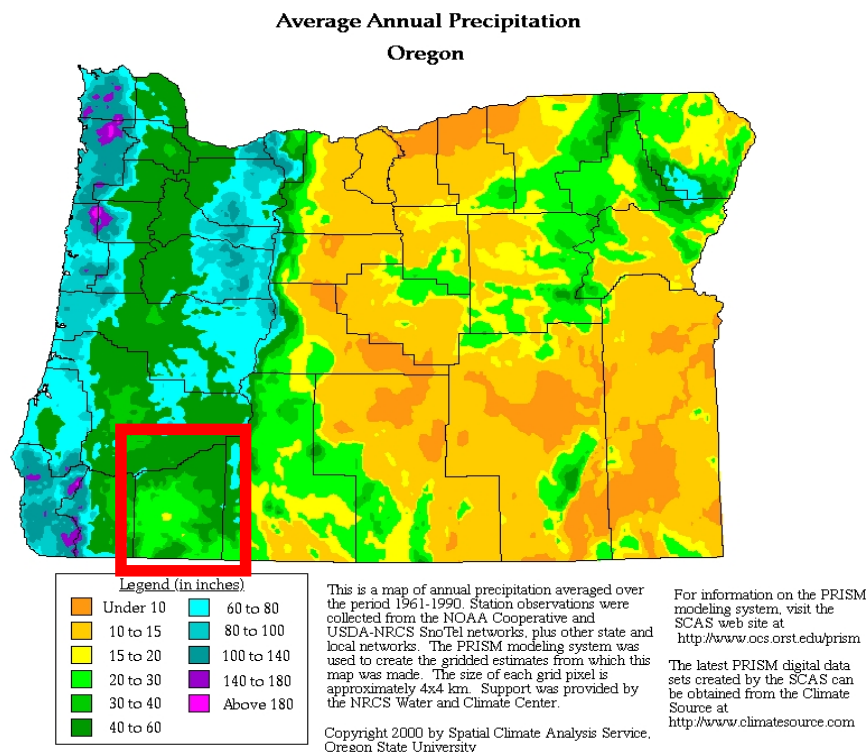 Average Annual Precipitation
Oregon
Legend (in inches)
Under 10
10 to 15
15 to 20
20 to 30
30 to 40
40 to 60
60 to 80
80 to 100
100 to 140
140 to 180
Above 180
This is a map of annual precipitation averaged over
the period 1961-1990. Station observations were
collected from the NOAA Cooperative and
USDA-NRCS SnoTel networks, plus other state and
local networks. The PRISM modeling system was
used to create the gridded estimates from which this
map was made. The size of each grid pixel is
approximately 4x4 km. Support was provided by
the NRCS Water and Climate Center.
Copyright 2000 by Spatial Climate Analysis Service,
Oregon State University
For information on the PRISM
modeling system, visit the
SCAS web site at
http://www.ocs.orst.edu/prism
The latest PRISM digital data
sets created by the SCAS can
be obtained from the Climate
Source at
http://www.climatesource.com